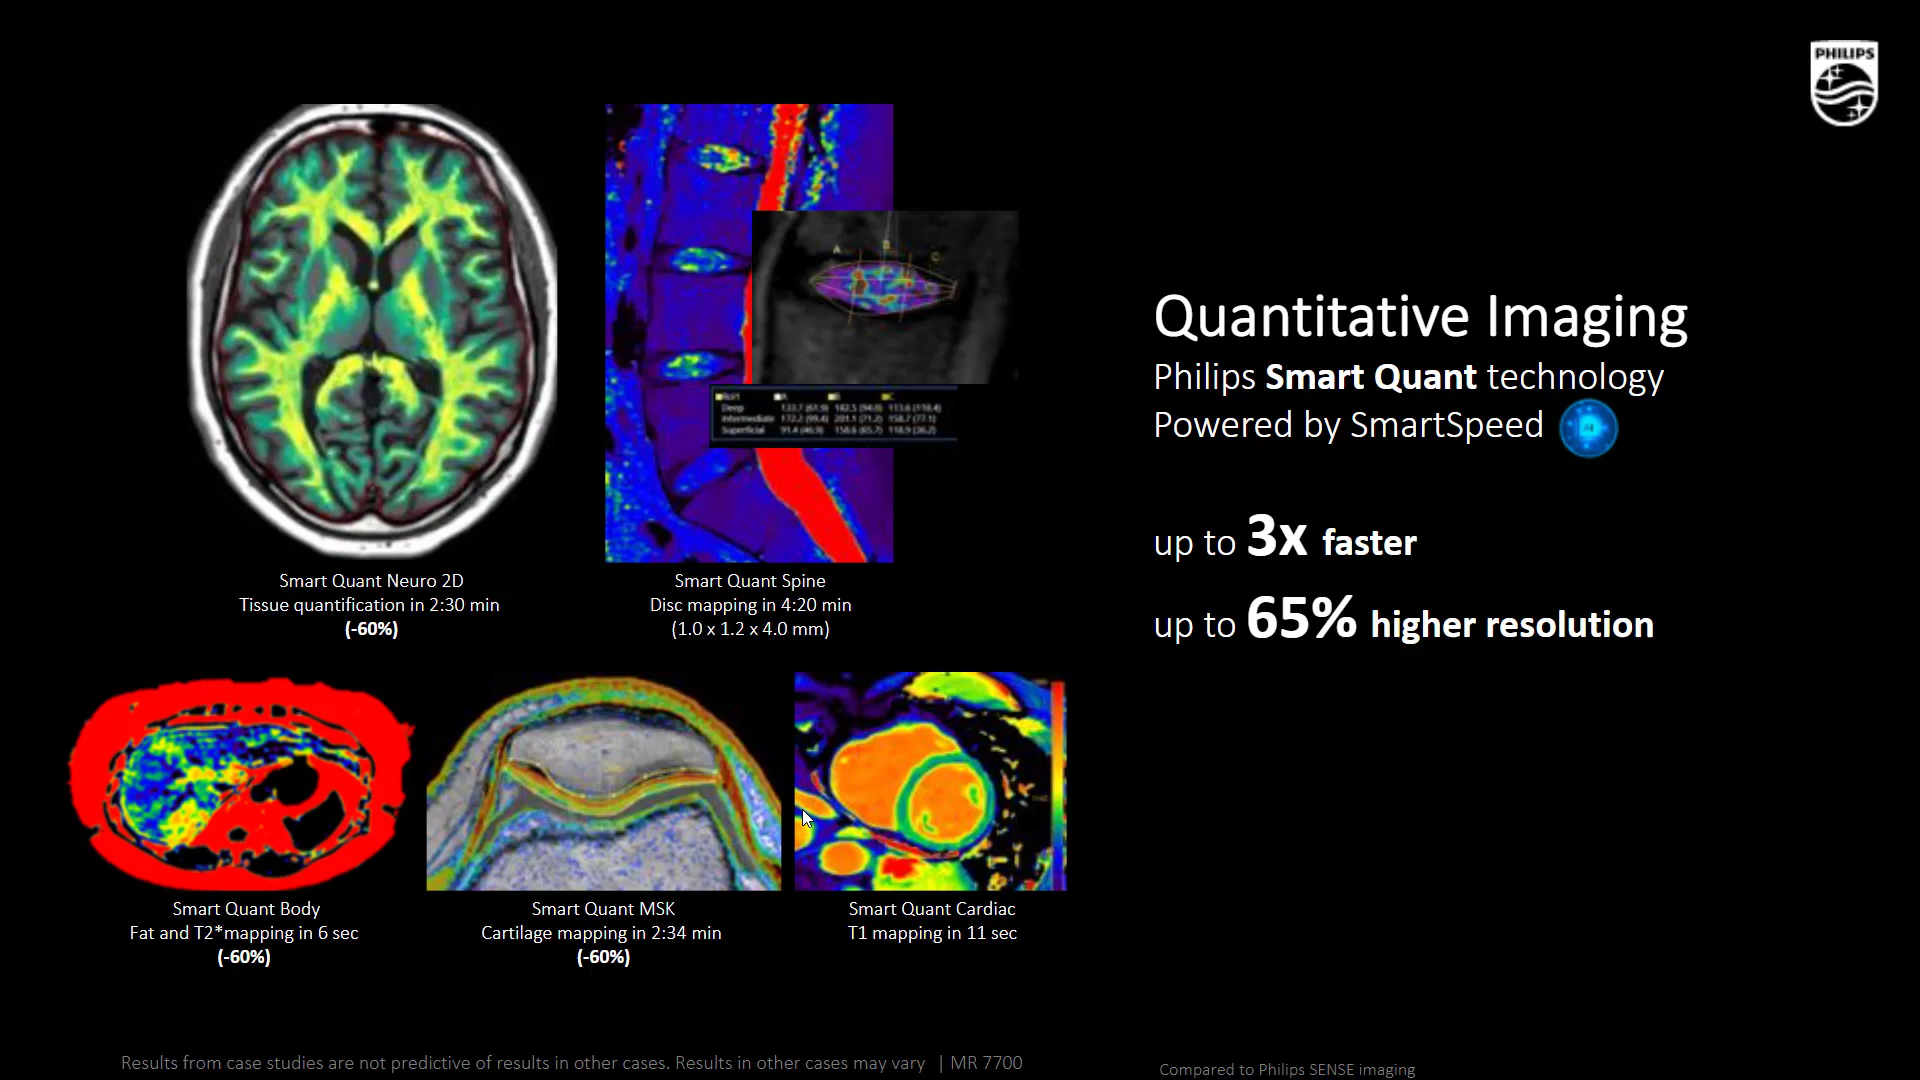 PHILIPS
A B C
Deep
Intermediate
Superficial
Quantitative Imaging
Philips Smart Quant technology
Powered by SmartSpeed AI
up to 3x faster
up to 65% higher resolution
Smart Quant Neuro 2D
Tissue quantification in 2:30 min
(-60%)
Smart Quant Spine
Disc mapping in 4:20 min
(1.0 x 1.2 x 4.0 mm)
Smart Quant Body
Fat and T2*mapping in 6 sec
(-60%)
Smart Quant MSK
Cartilage mapping in 2:34 min
(-60%)
Smart Quant Cardiac
T1 mapping in 11 sec
Results from case studies are not predictive of results in other cases. Results in other cases may vary | MR 7700
Compared to Philips SENSE imaging